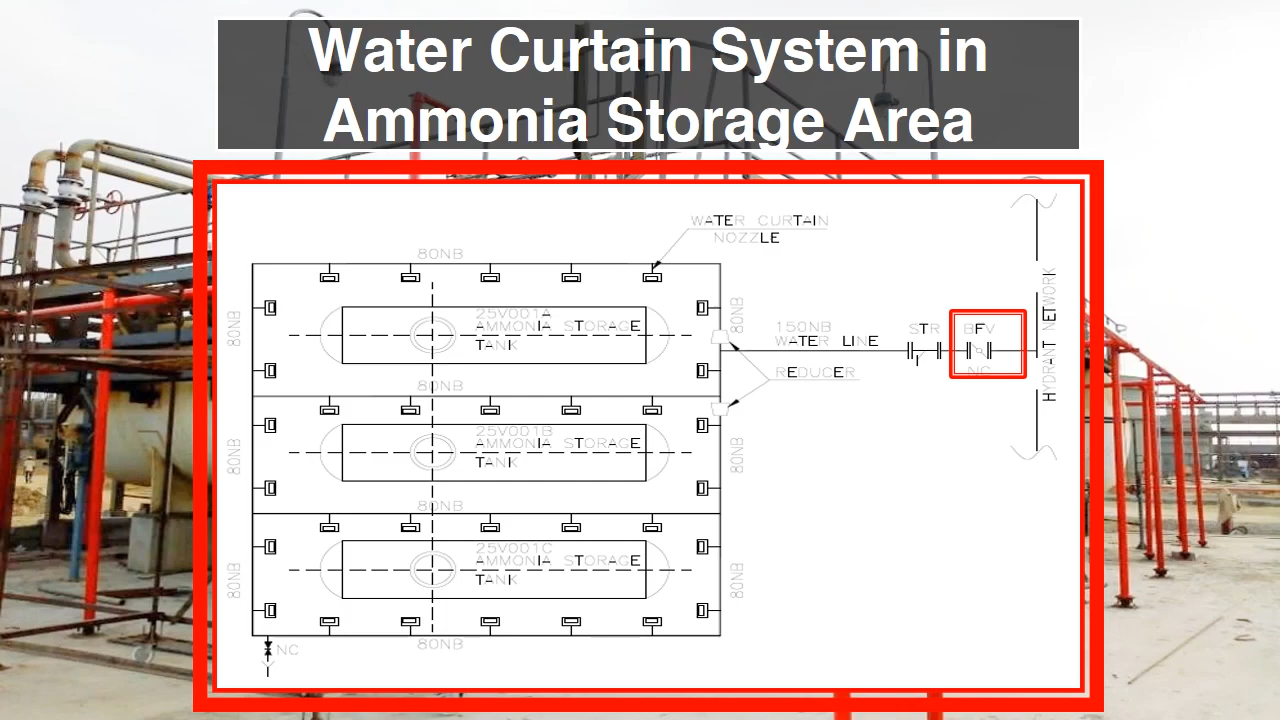 Water Curtain System in
Ammonia Storage Area
WATER CURTAIN
NOZZLE
80NB
80NB
80NB
25V001A
AMMONIA STORAGE
TANK
150NB
WATER LINE
STR
BFV
NC
REDUCER
HYDRANT NETWORK
80NB
80NB
80NB
25V001B
AMMONIA STORAGE
TANK
80NB
80NB
80NB
25V001C
AMMONIA STORAGE
TANK
80NB
NC